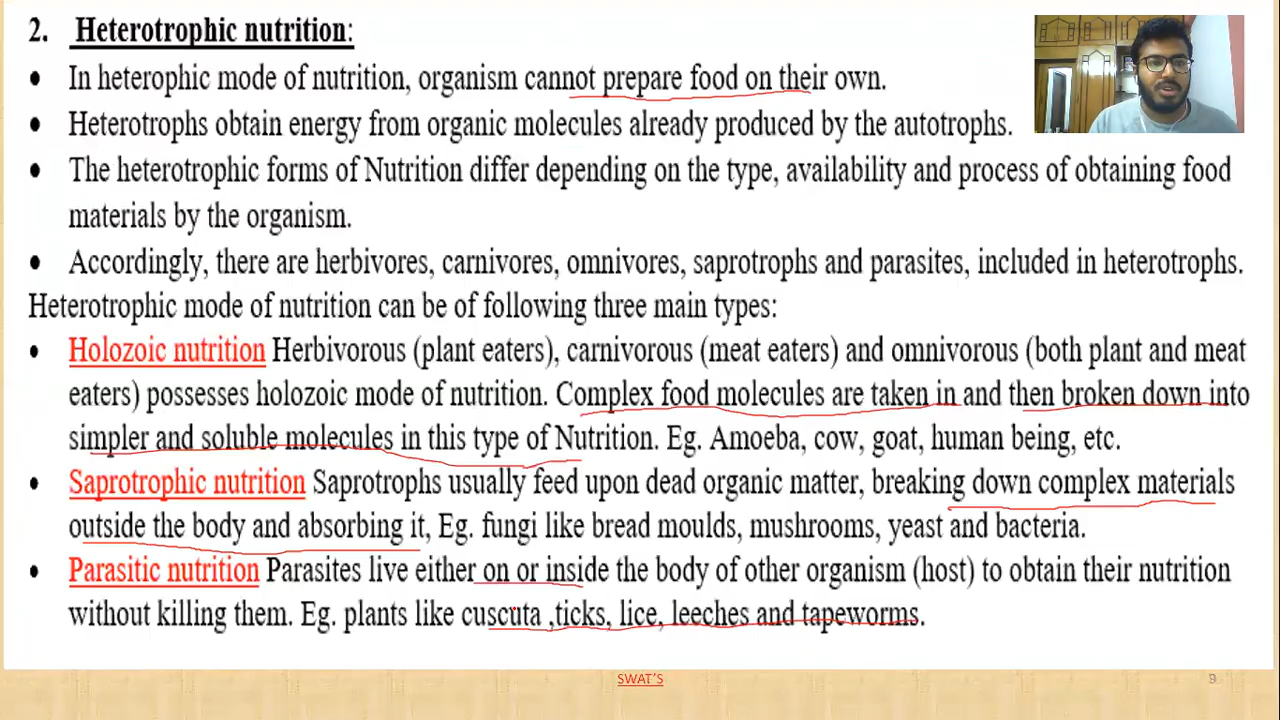 2. Heterotrophic nutrition:
• In heterophic mode of nutrition, organism cannot prepare food on their own.
• Heterotrophs obtain energy from organic molecules already produced by the autotrophs.
• The heterotrophic forms of Nutrition differ depending on the type, availability and process of obtaining food
materials by the organism.
• Accordingly, there are herbivores, carnivores, omnivores, saprotrophs and parasites, included in heterotrophs.
Heterotrophic mode of nutrition can be of following three main types:
• Holozoic nutrition Herbivorous (plant eaters), carnivorous (meat eaters) and omnivorous (both plant and meat
eaters) possesses holozoic mode of nutrition. Complex food molecules are taken in and then broken down into
simpler and soluble molecules in this type of Nutrition. Eg. Amoeba, cow, goat, human being, etc.
• Saprotrophic nutrition Saprotrophs usually feed upon dead organic matter, breaking down complex materials
outside the body and absorbing it, Eg. fungi like bread moulds, mushrooms, yeast and bacteria.
• Parasitic nutrition Parasites live either on or inside the body of other organism (host) to obtain their nutrition
without killing them. Eg. plants like cuscuta ,ticks, lice, leeches and tapeworms.
SWAT'S
9